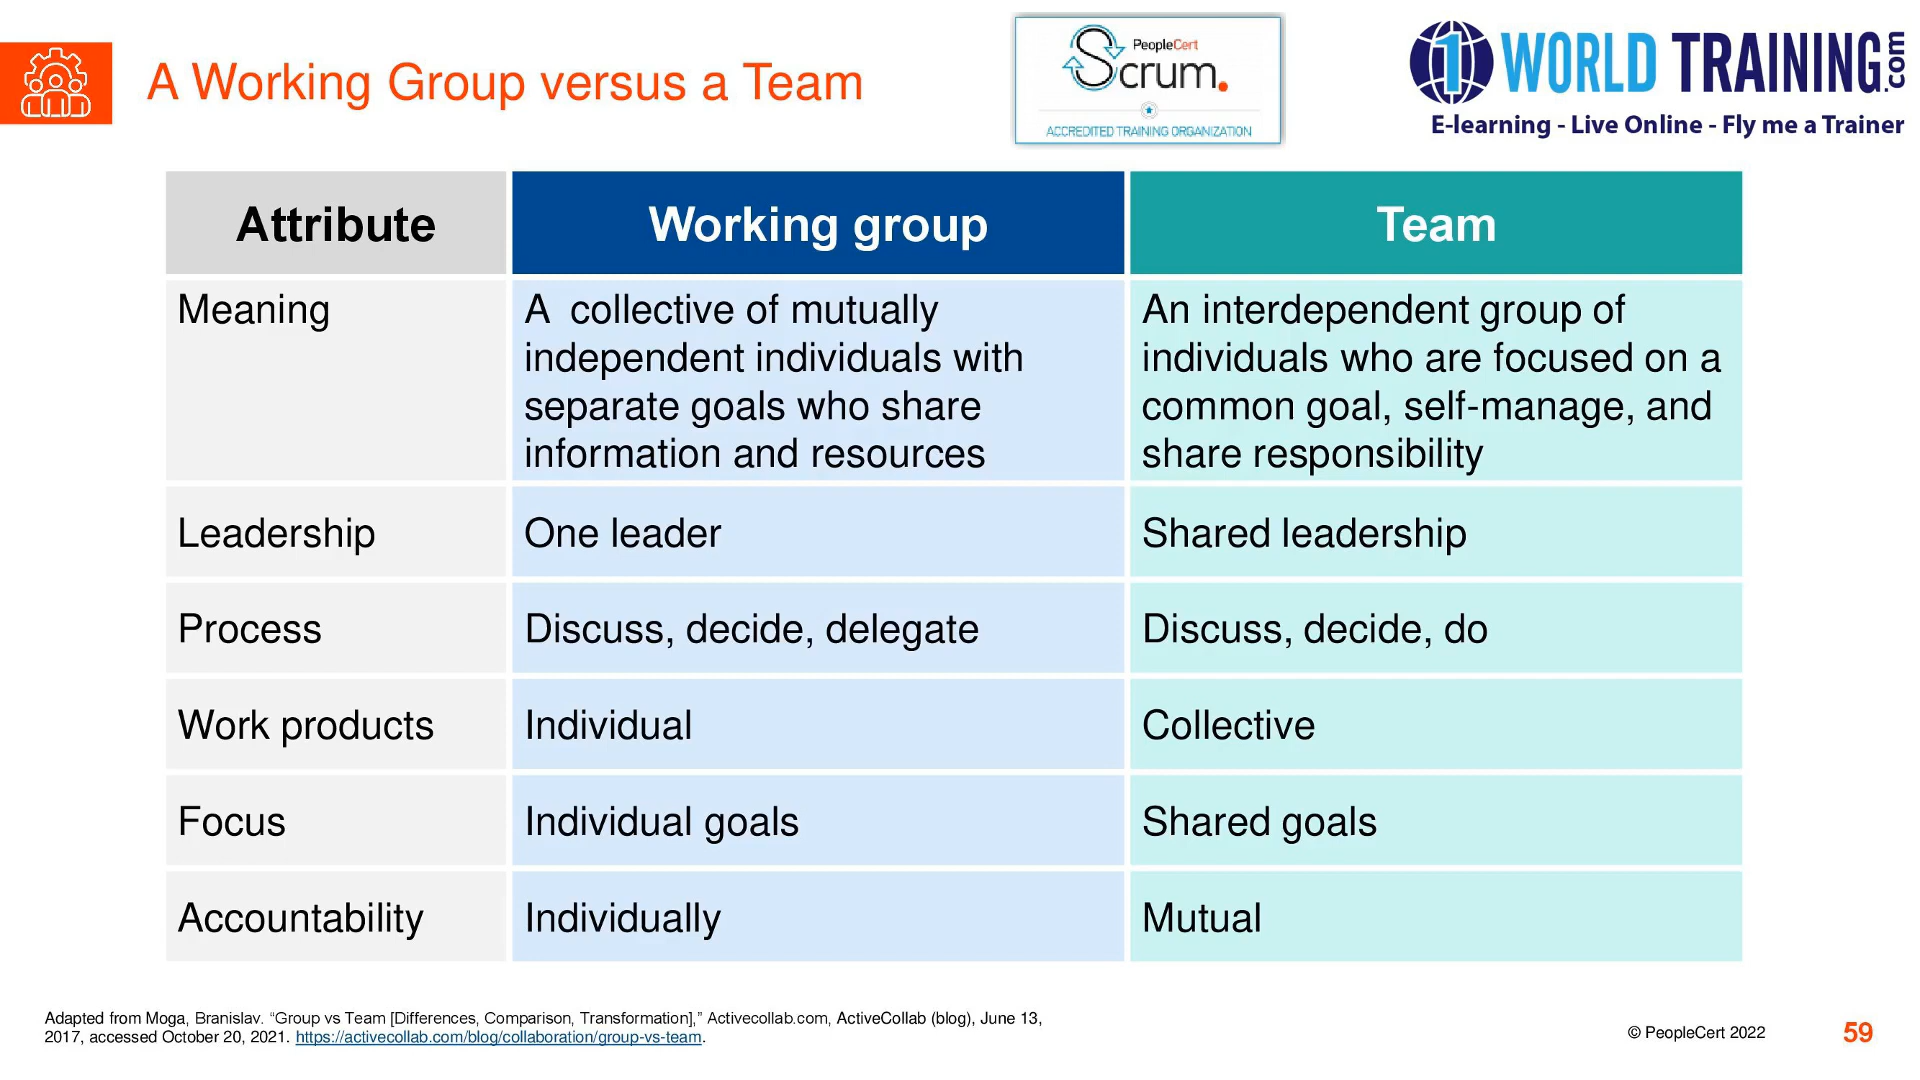 A Working Group versus a Team
PeopleCert
Scrum.
ACCREDITED TRAINING ORGANIZATION
1 WORLD TRAINING.com
E-learning - Live Online - Fly me a Trainer
Attribute
Working group
Team
Meaning
A collective of mutually
independent individuals with
separate goals who share
information and resources
An interdependent group of
individuals who are focused on a
common goal, self-manage, and
share responsibility
Leadership
One leader
Shared leadership
Process
Discuss, decide, delegate
Discuss, decide, do
Work products
Individual
Collective
Focus
Individual goals
Shared goals
Accountability
Individually
Mutual
Adapted from Moga, Branislav. “Group vs Team [Differences, Comparison, Transformation],” Activecollab.com, ActiveCollab (blog), June 13,
2017, accessed October 20, 2021. https://activecollab.com/blog/collaboration/group-vs-team.
© PeopleCert 2022
59